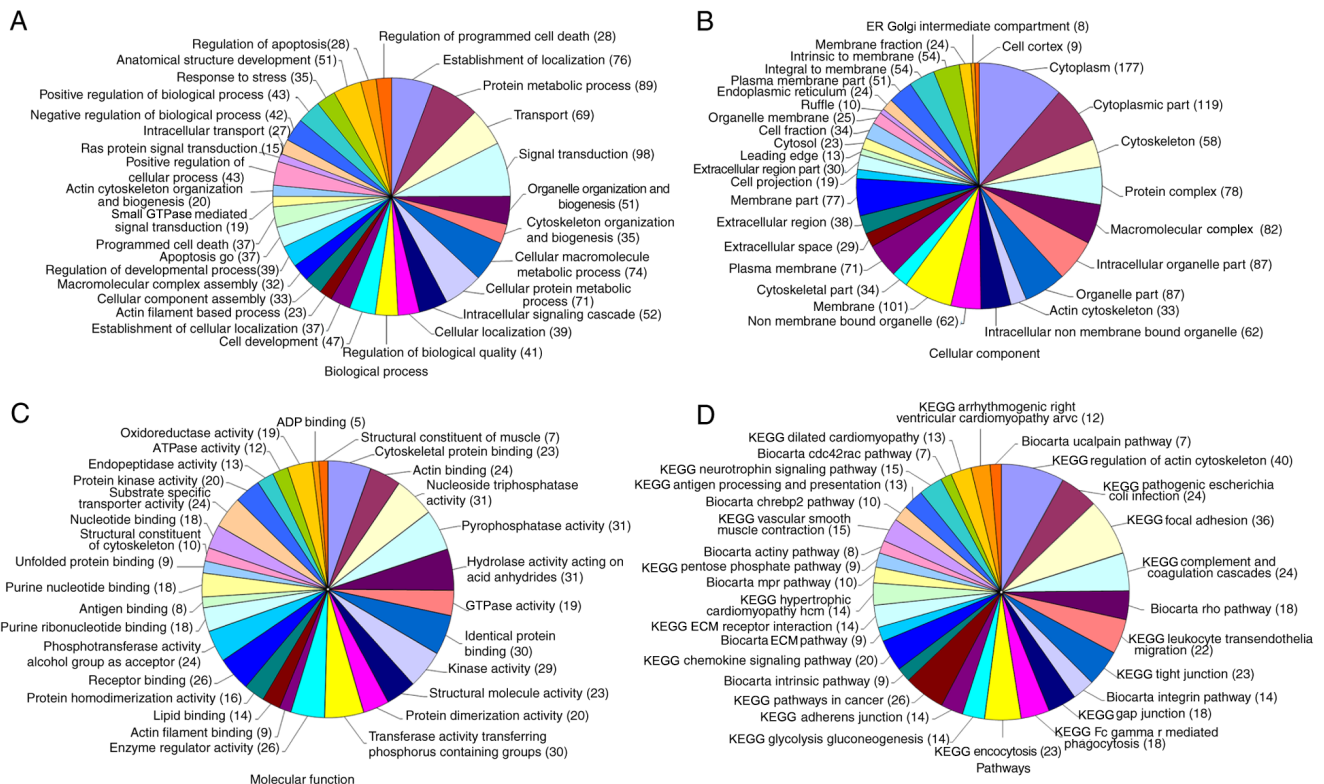 A
Regulation of programmed cell death (28)
Establishment of localization (76)
Protein metabolic process (89)
Transport (69)
Signal transduction (98)
Organelle organization and
biogenesis (51)
Cytoskeleton organization
and biogenesis (35)
Cellular macromolecule
metabolic process (74)
Cellular protein metabolic
process (71)
Intracellular signaling cascade (52)
Cellular localization (39)
Regulation of biological quality (41)
Cell development (47)
Establishment of cellular localization (37)
Actin filament based process (23)
Cellular component assembly (33)
Macromolecular complex assembly (32)
Regulation of developmental process(39)
Apoptosis go (37)
Programmed cell death (37)
Small GTPase mediated
signal transduction (19)
Actin cytoskeleton organization
and biogenesis (20)
Positive regulation of
cellular process (43)
Ras protein signal transduction (15)
Intracellular transport (27)
Negative regulation of biological process (42)
Positive regulation of biological process (43)
Response to stress (35)
Anatomical structure development (51)
Regulation of apoptosis(28)
Biological process
B
ER Golgi intermediate compartment (8)
Cell cortex (9)
Cytoplasm (177)
Cytoplasmic part (119)
Cytoskeleton (58)
Protein complex (78)
Macromolecular complex (82)
Intracellular organelle part (87)
Organelle part (87)
Actin cytoskeleton (33)
Intracellular non membrane bound organelle (62)
Non membrane bound organelle (62)
Membrane (101)
Cytoskeletal part (34)
Plasma membrane (71)
Extracellular space (29)
Extracellular region (38)
Membrane part (77)
Cell projection (19)
Extracellular region part (30)
Leading edge (13)
Cytosol (23)
Cell fraction (34)
Organelle membrane (25)
Ruffle (10)
Endoplasmic reticulum (24)
Plasma membrane part (51)
Integral to membrane (54)
Intrinsic to membrane (54)
Membrane fraction (24)
Cellular component
C
ADP binding (5)
Structural constituent of muscle (7)
Cytoskeletal protein binding (23)
Actin binding (24)
Nucleoside triphosphatase
activity (31)
Pyrophosphatase activity (31)
Hydrolase activity acting on
acid anhydrides (31)
GTPase activity (19)
Identical protein
binding (30)
Kinase activity (29)
Structural molecule activity (23)
Protein dimerization activity (20)
Transferase activity transferring
phosphorus containing groups (30)
Enzyme regulator activity (26)
Actin filament binding (9)
Lipid binding (14)
Protein homodimerization activity (16)
Receptor binding (26)
Phosphotransferase activity
alcohol group as acceptor (24)
Purine ribonucleotide binding (18)
Antigen binding (8)
Purine nucleotide binding (18)
Unfolded protein binding (9)
Structural constituent
of cytoskeleton (10)
Nucleotide binding (18)
Substrate specific
transporter activity (24)
Protein kinase activity (20)
Endopeptidase activity (13)
ATPase activity (12)
Oxidoreductase activity (19)
Molecular function
D
KEGG arrhythmogenic right
ventricular cardiomyopathy arvc (12)
Biocarta ucalpain pathway (7)
KEGG regulation of actin cytoskeleton (40)
KEGG pathogenic escherichia
coli infection (24)
KEGG focal adhesion (36)
KEGG complement and
coagulation cascades (24)
Biocarta rho pathway (18)
KEGG leukocyte transendothelia
migration (22)
KEGG tight junction (23)
Biocarta integrin pathway (14)
KEGG gap junction (18)
KEGG Fc gamma r mediated
phagocytosis (18)
KEGG encocytosis (23)
KEGG glycolysis gluconeogenesis (14)
KEGG adherens junction (14)
KEGG pathways in cancer (26)
Biocarta intrinsic pathway (9)
KEGG chemokine signaling pathway (20)
Biocarta ECM pathway (9)
KEGG ECM receptor interaction (14)
KEGG hypertrophic
cardiomyopathy hcm (14)
Biocarta mpr pathway (10)
KEGG pentose phosphate pathway (9)
Biocarta actiny pathway (8)
KEGG vascular smooth
muscle contraction (15)
Biocarta chrebp2 pathway (10)
KEGG antigen processing and presentation (13)
KEGG neurotrophin signaling pathway (15)
Biocarta cdc42rac pathway (7)
KEGG dilated cardiomyopathy (13)
Pathways